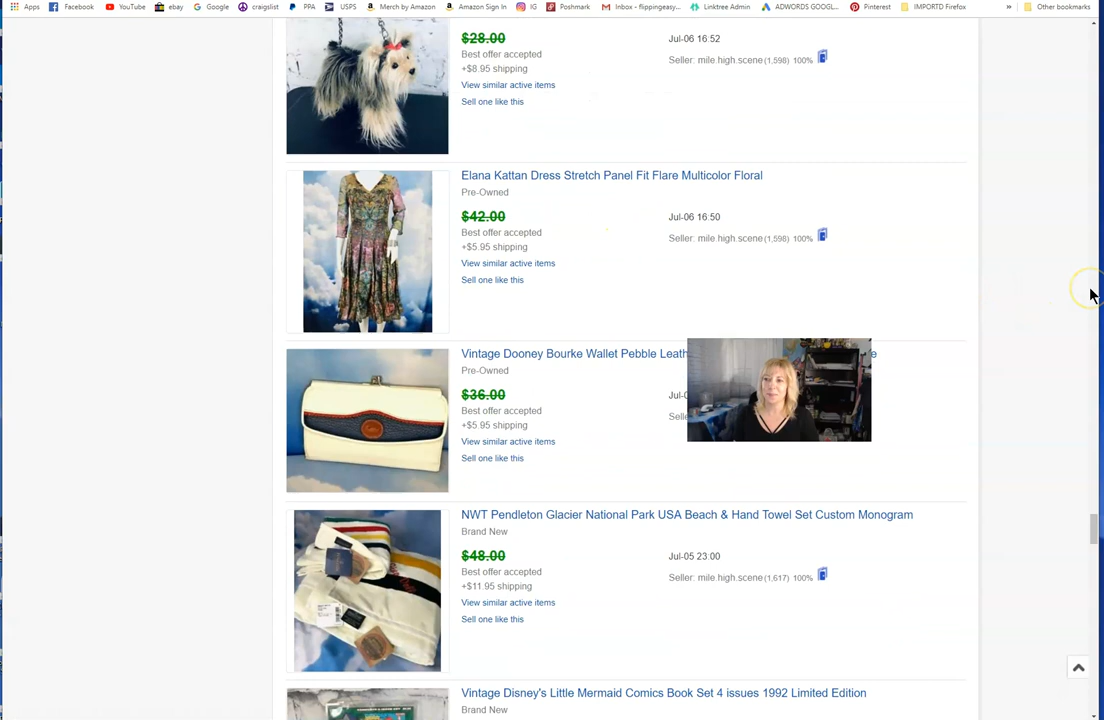 Apps Facebook YouTube ebay Google craigslist PPA USPS Merch by Amazon Amazon Sign In IG Poshmark Inbox - flippingeasy... Linktree Admin ADWORDS GOOGL... Pinterest IMPORTD Firefox » Other bookmarks
$28.00
Jul-06 16:52
Best offer accepted
Seller: mile.high.scene (1,598) 100%
+$8.95 shipping
View similar active items
Sell one like this
Elana Kattan Dress Stretch Panel Fit Flare Multicolor Floral
Pre-Owned
$42.00
Jul-06 16:50
Best offer accepted
Seller: mile.high.scene (1,598) 100%
+$5.95 shipping
View similar active items
Sell one like this
Vintage Dooney Bourke Wallet Pebble
Pre-Owned
$36.00
Best offer accepted
+$5.95 shipping
View similar active items
Sell one like this
NWT Pendleton Glacier National Park USA Beach & Hand Towel Set Custom Monogram
Brand New
$48.00
Jul-05 23:00
Best offer accepted
Seller: mile.high.scene (1,617) 100%
+$11.95 shipping
View similar active items
Sell one like this
Vintage Disney's Little Mermaid Comics Book Set 4 issues 1992 Limited Edition
Brand New